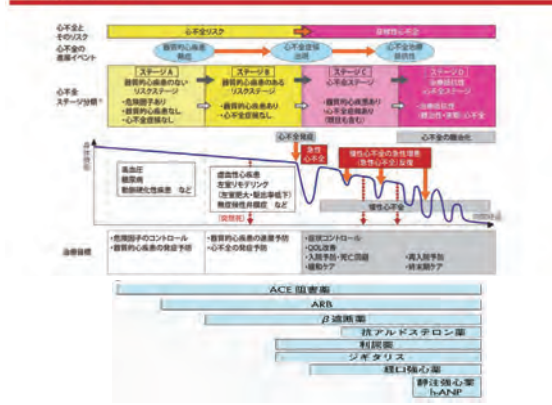 心不全と
そのリスク
心不全リスク
症候性心不全
心不全の
進展イベント
器質的心疾患
発症
心不全症候
出現
心不全治療
抵抗性
心不全
ステージ分類
ステージA
器質的心疾患のない
リスクステージ
・危険因子あり
・器質的心疾患なし
・心不全症候なし
ステージB
器質的心疾患のある
リスクステージ
・器質的心疾患あり
・心不全症候なし
ステージC
心不全ステージ
・器質的心疾患あり
・心不全症候あり
(既往も含む)
ステージD
治療抵抗性
心不全ステージ
・治療抵抗性
(難治性・末期)心不全
心不全発症
心不全の難治化
身体機能
高血圧
糖尿病
動脈硬化性疾患 など
虚血性心疾患
左室リモデリング
(左室肥大・駆出率低下)
無症候性弁膜症 など
急性
心不全
慢性心不全の急性増悪
(急性心不全)反復
慢性心不全
(突然死)
治療目標
・危険因子のコントロール
・器質的心疾患の発症予防
・器質的心疾患の進展予防
・心不全の発症予防
・症状コントロール
・QOL改善
・入院予防・死亡回避
・緩和ケア
・再入院予防
・終末期ケア
ACE 阻害薬
ARB
β遮断薬
抗アルドステロン薬
利尿薬
ジギタリス
経口強心薬
静注強心薬
h-ANP